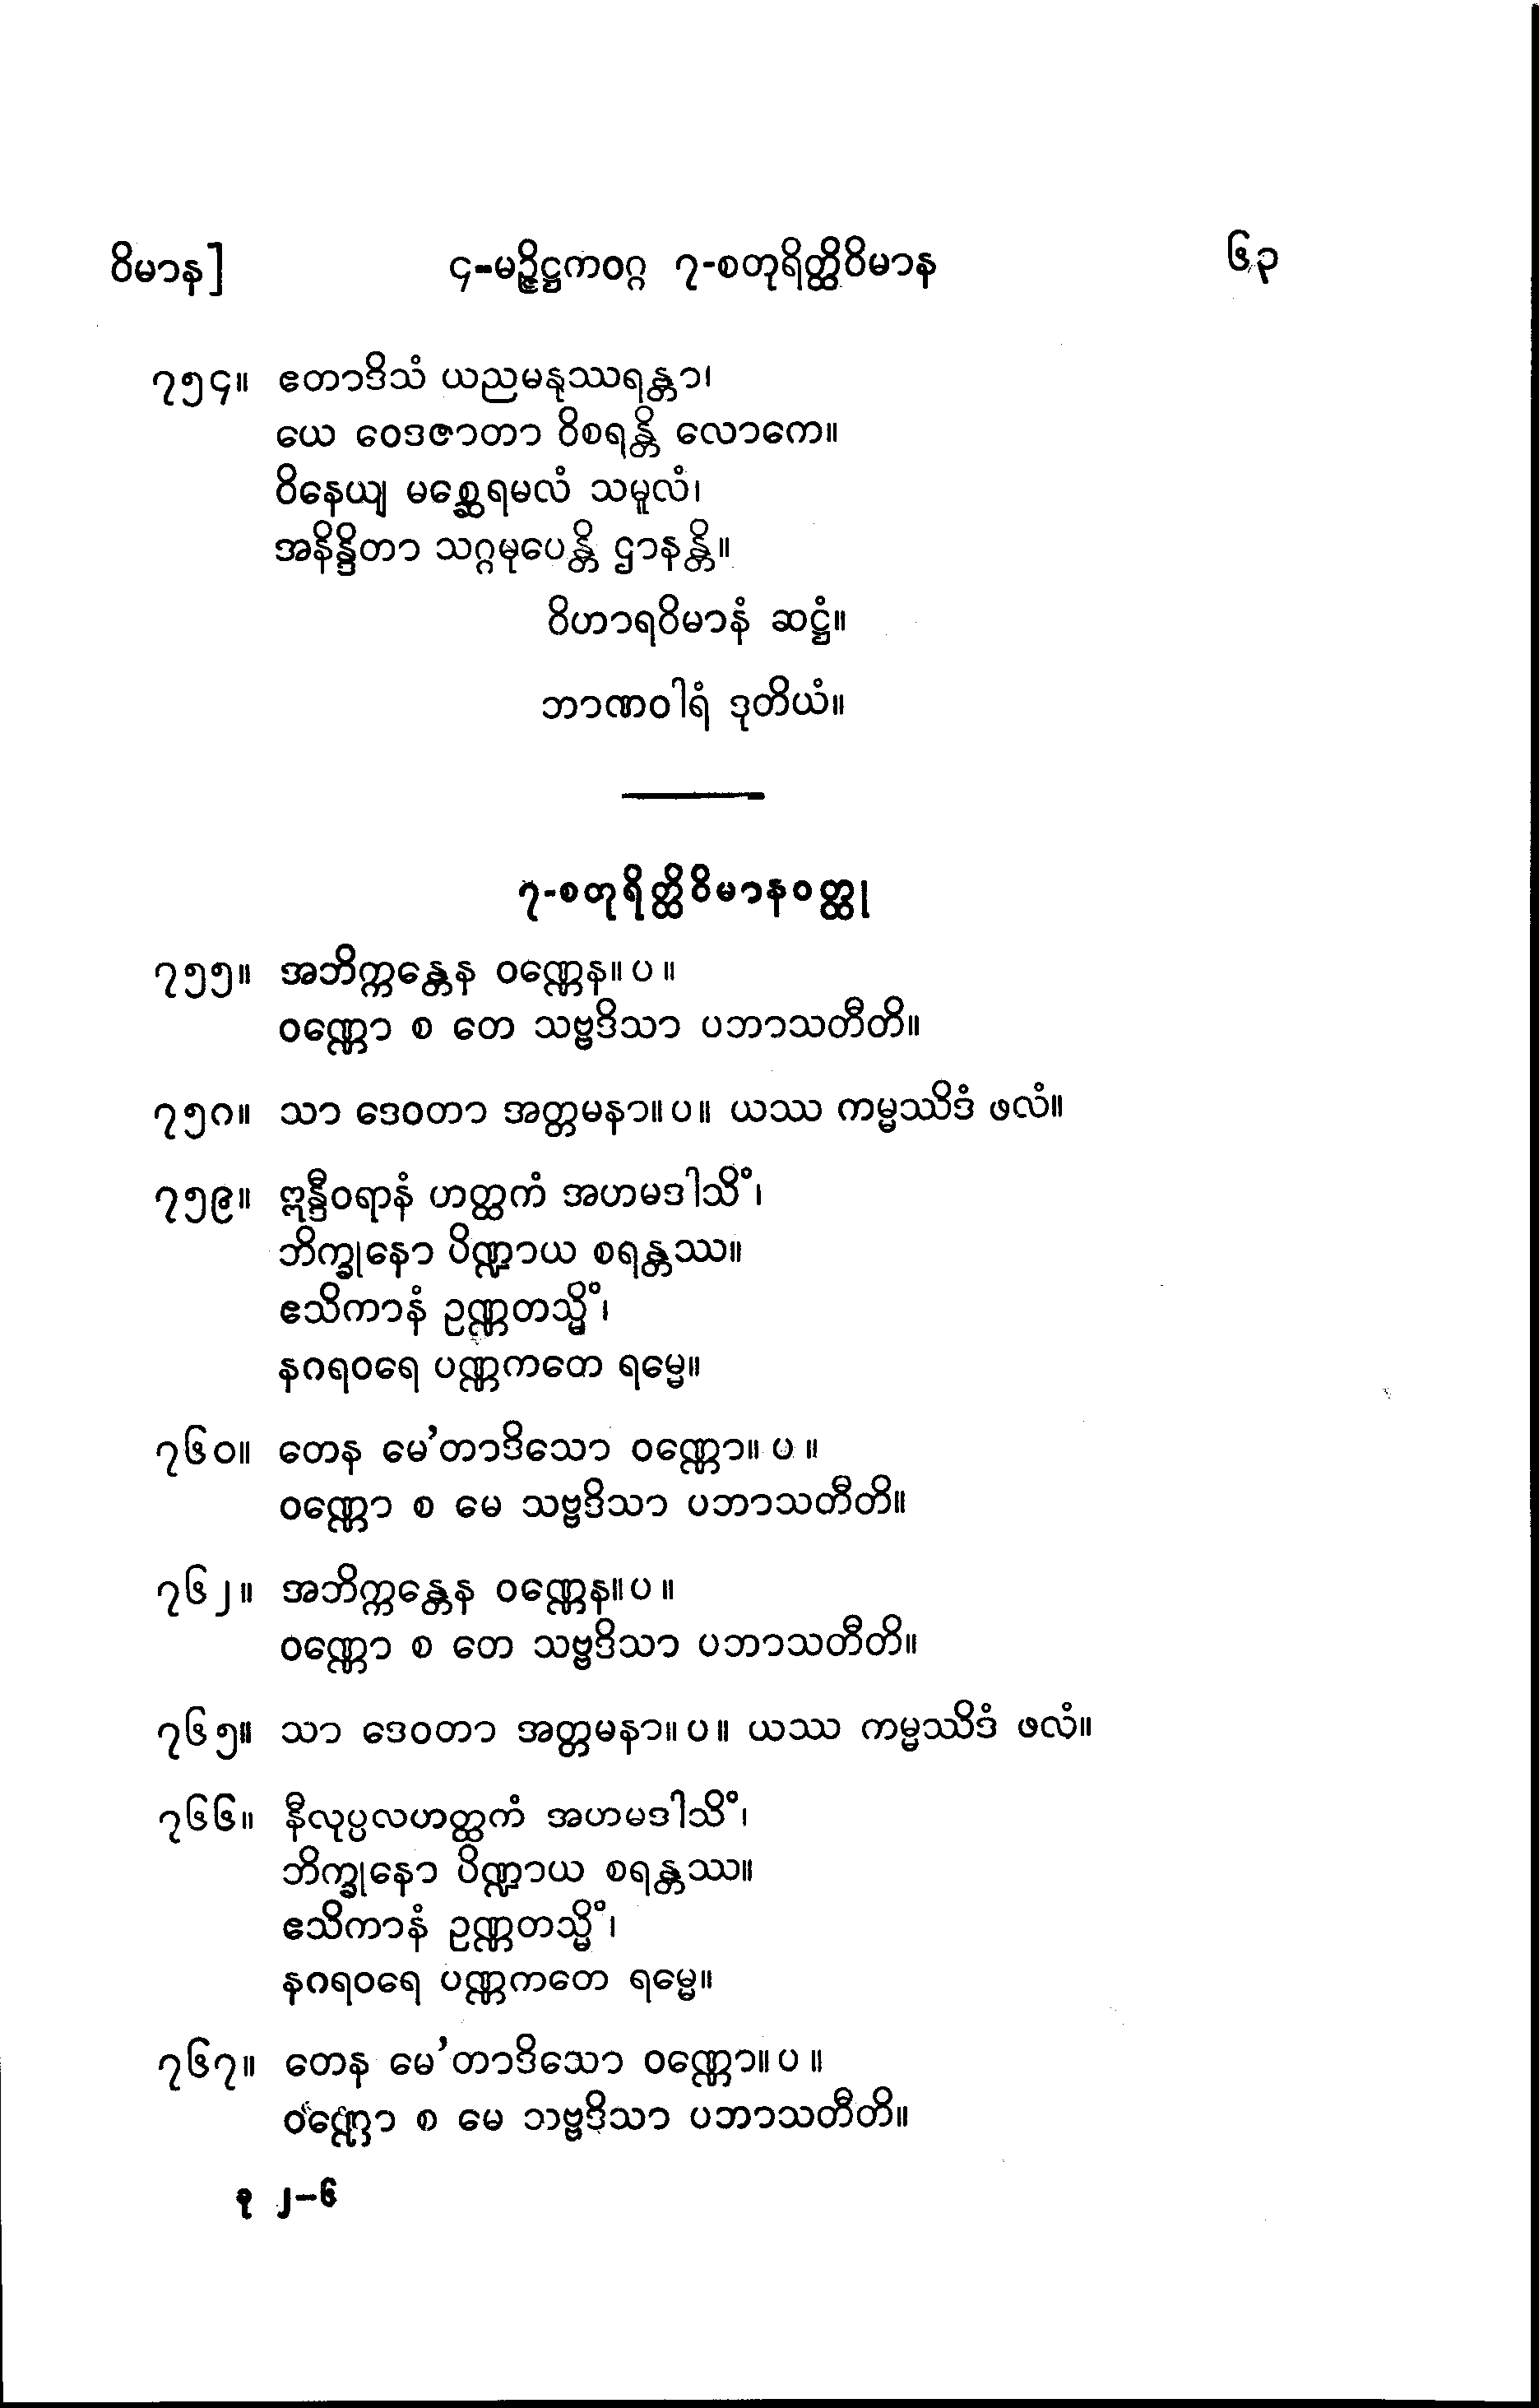 ဝိမာန]
၄-မဉ္ဇိဋ္ဌကဝဂ္ဂ ၇-စတုရိတ္ထိဝိမာန
၆၃
၇၅၄။ ဧတာဒိသံ ယညမနုဿရန္တာ၊
ယေ ဝေဒဇာတာ ဝိစရန္တိ လောကေ။
ဝိနေယျ မစ္ဆေရမလံ သမူလံ၊
အနိန္ဒိတာ သဂ္ဂမုပေန္တိ ဌာနန္တိ။
ဝိဟာရဝိမာနံ ဆဋ္ဌံ။
ဘာဏဝါရံ ဒုတိယံ။
၇-စတုရိတ္ထိဝိမာနဝတ္ထု
၇၅၅။ အဘိက္ကန္တေန ဝဏ္ဏေန။ပ။
ဝဏ္ဏော စ တေ သဗ္ဗဒိသာ ပဘာသတီတိ။
၇၅၈။ သာ ဒေဝတာ အတ္တမနာ။ပ။ ယဿ ကမ္မဿိဒံ ဖလံ။
၇၅၉။ ဣန္ဒီဝရာနံ ဟတ္ထကံ အဟမဒါသိံ၊
ဘိက္ခုနော ပိဏ္ဍာယ စရန္တဿ။
ဧသိကာနံ ဥဏ္ဏတသ္မိံ၊
နဂရဝရေ ပဏ္ဏကတေ ရမ္မေ။
၇၆၀။ တေန မေ’တာဒိသော ဝဏ္ဏော။ပ။
ဝဏ္ဏော စ မေ သဗ္ဗဒိသာ ပဘာသတီတိ။
၇၆၂။ အဘိက္ကန္တေန ဝဏ္ဏေန။ပ။
ဝဏ္ဏော စ တေ သဗ္ဗဒိသာ ပဘာသတီတိ။
၇၆၅။ သာ ဒေဝတာ အတ္တမနာ။ပ။ ယဿ ကမ္မဿိဒံ ဖလံ။
၇၆၆။ နီလုပ္ပလဟတ္ထကံ အဟမဒါသိံ၊
ဘိက္ခုနော ပိဏ္ဍာယ စရန္တဿ။
ဧသိကာနံ ဥဏ္ဏတသ္မိံ၊
နဂရဝရေ ပဏ္ဏကတေ ရမ္မေ။
၇၆၇။ တေန မေ’တာဒိသော ဝဏ္ဏော။ပ။
ဝဏ္ဏော စ မေ သဗ္ဗဒိသာ ပဘာသတီတိ။
ခု ၂–၆